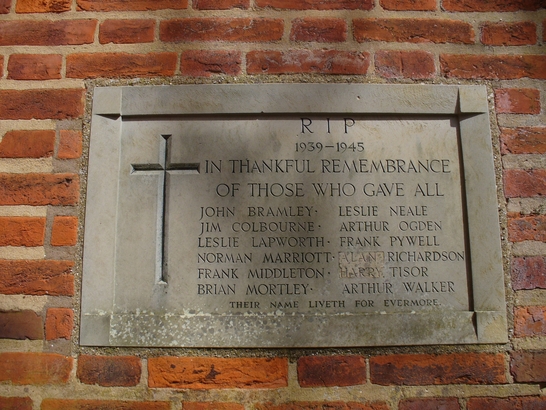 R I P
1939–1945
IN THANKFUL REMEMBRANCE
OF THOSE WHO GAVE ALL
JOHN BRAMLEY· LESLIE NEALE
JIM COLBOURNE· ARTHUR OGDEN
LESLIE LAPWORTH· FRANK PYWELL
NORMAN MARRIOTT· ALAN RICHARDSON
FRANK MIDDLETON· HARRY TISOR
BRIAN MORTLEY· ARTHUR WALKER
THEIR NAME LIVETH FOR EVERMORE.